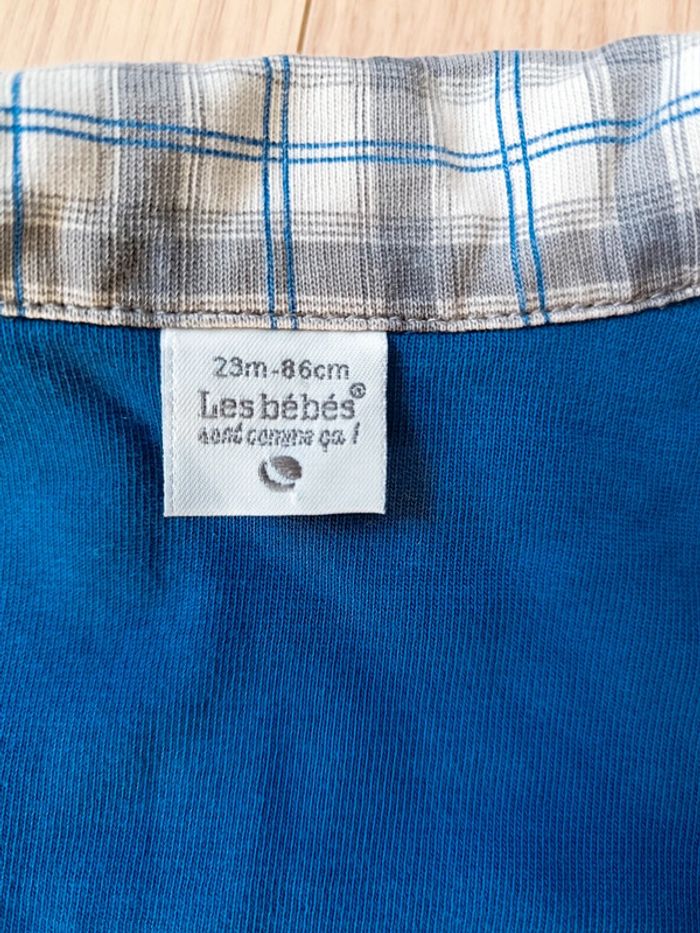 23m-86cm
Les bébés®
sont comme ça !